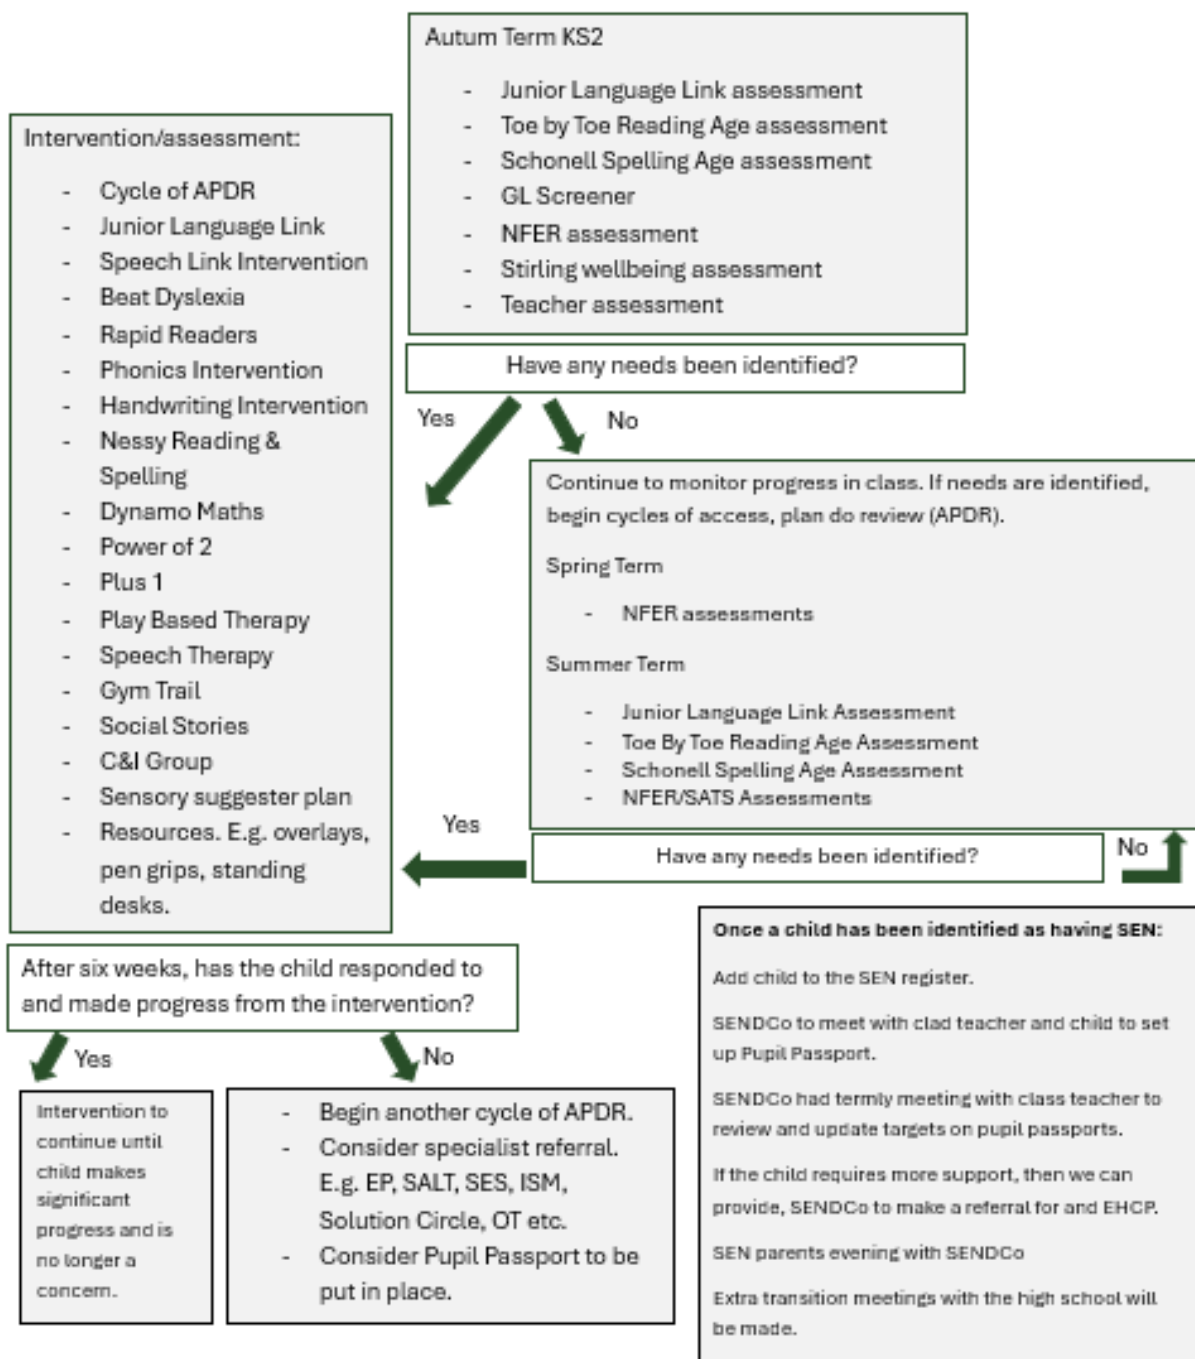 Autum Term KS2
- Junior Language Link assessment
- Toe by Toe Reading Age assessment
- Schonell Spelling Age assessment
- GL Screener
- NFER assessment
- Stirling wellbeing assessment
- Teacher assessment
Have any needs been identified?
Yes
No
Intervention/assessment:
- Cycle of APDR
- Junior Language Link
- Speech Link Intervention
- Beat Dyslexia
- Rapid Readers
- Phonics Intervention
- Handwriting Intervention
- Nessy Reading &
Spelling
- Dynamo Maths
- Power of 2
- Plus 1
- Play Based Therapy
- Speech Therapy
- Gym Trail
- Social Stories
- C&I Group
- Sensory suggester plan
- Resources. E.g. overlays,
pen grips, standing
desks.
Continue to monitor progress in class. If needs are identified,
begin cycles of access, plan do review (APDR).
Spring Term
- NFER assessments
Summer Term
- Junior Language Link Assessment
- Toe By Toe Reading Age Assessment
- Schonell Spelling Age Assessment
- NFER/SATS Assessments
Yes
Have any needs been identified?
No
After six weeks, has the child responded to
and made progress from the intervention?
Yes
No
Intervention to
continue until
child makes
significant
progress and is
no longer a
concern.
- Begin another cycle of APDR.
- Consider specialist referral.
E.g. EP, SALT, SES, ISM,
Solution Circle, OT etc.
- Consider Pupil Passport to be
put in place.
Once a child has been identified as having SEN:
Add child to the SEN register.
SENDCo to meet with clad teacher and child to set
up Pupil Passport.
SENDCo had termly meeting with class teacher to
review and update targets on pupil passports.
If the child requires more support, then we can
provide, SENDCo to make a referral for and EHCP.
SEN parents evening with SENDCo
Extra transition meetings with the high school will
be made.